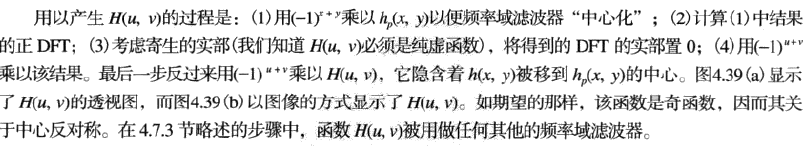 用以产生 H(u, v)的过程是：(1)用(-1)ˣ⁺ʸ乘以 hₚ(x, y)以便频率域滤波器“中心化”；(2)计算(1)中结果
的正 DFT；(3)考虑寄生的实部(我们知道 H(u, v)必须是纯虚函数)，将得到的 DFT 的实部置 0；(4)用(-1)ᵘ⁺ᵛ
乘以该结果。最后一步反过来用(-1)ᵘ⁺ᵛ乘以 H(u, v)，它隐含着 h(x, y)被移到 hₚ(x, y)的中心。图4.39(a)显示
了 H(u, v)的透视图，而图4.39(b)以图像的方式显示了 H(u, v)。如期望的那样，该函数是奇函数，因而其关
于中心反对称。在 4.7.3 节略述的步骤中，函数 H(u, v)被用做任何其他的频率域滤波器。